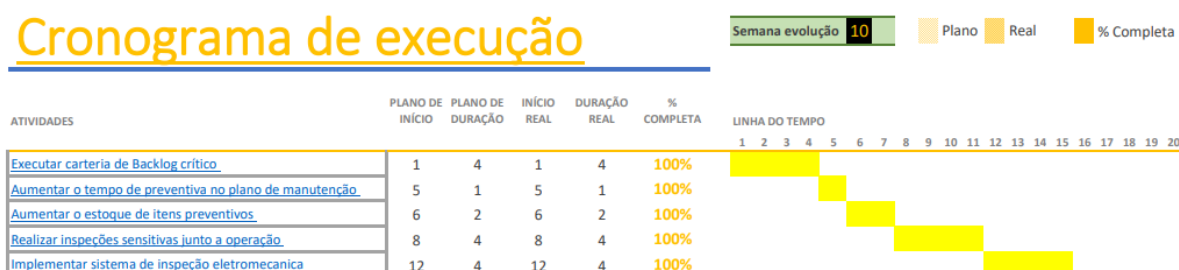 Cronograma de execução
Semana evolução 10 Plano Real % Completa
ATIVIDADES PLANO DE INÍCIO PLANO DE DURAÇÃO INÍCIO REAL DURAÇÃO REAL % COMPLETA LINHA DO TEMPO
1 2 3 4 5 6 7 8 9 10 11 12 13 14 15 16 17 18 19 20
Executar carteria de Backlog crítico 1 4 1 4 100%
Aumentar o tempo de preventiva no plano de manutenção 5 1 5 1 100%
Aumentar o estoque de itens preventivos 6 2 6 2 100%
Realizar inspeções sensitivas junto a operação 8 4 8 4 100%
Implementar sistema de inspeção eletromecanica 12 4 12 4 100%